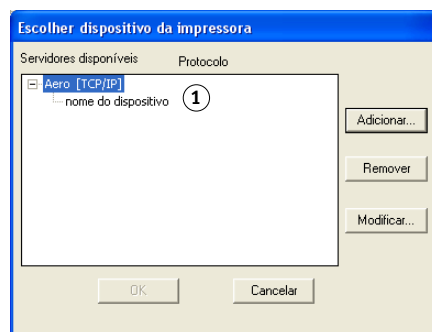 Escolher dispositivo da impressora
Servidores disponíveis Protocolo
Aero [TCP/IP]
nome do dispositivo 1
Adicionar...
Remover
Modificar...
OK Cancelar